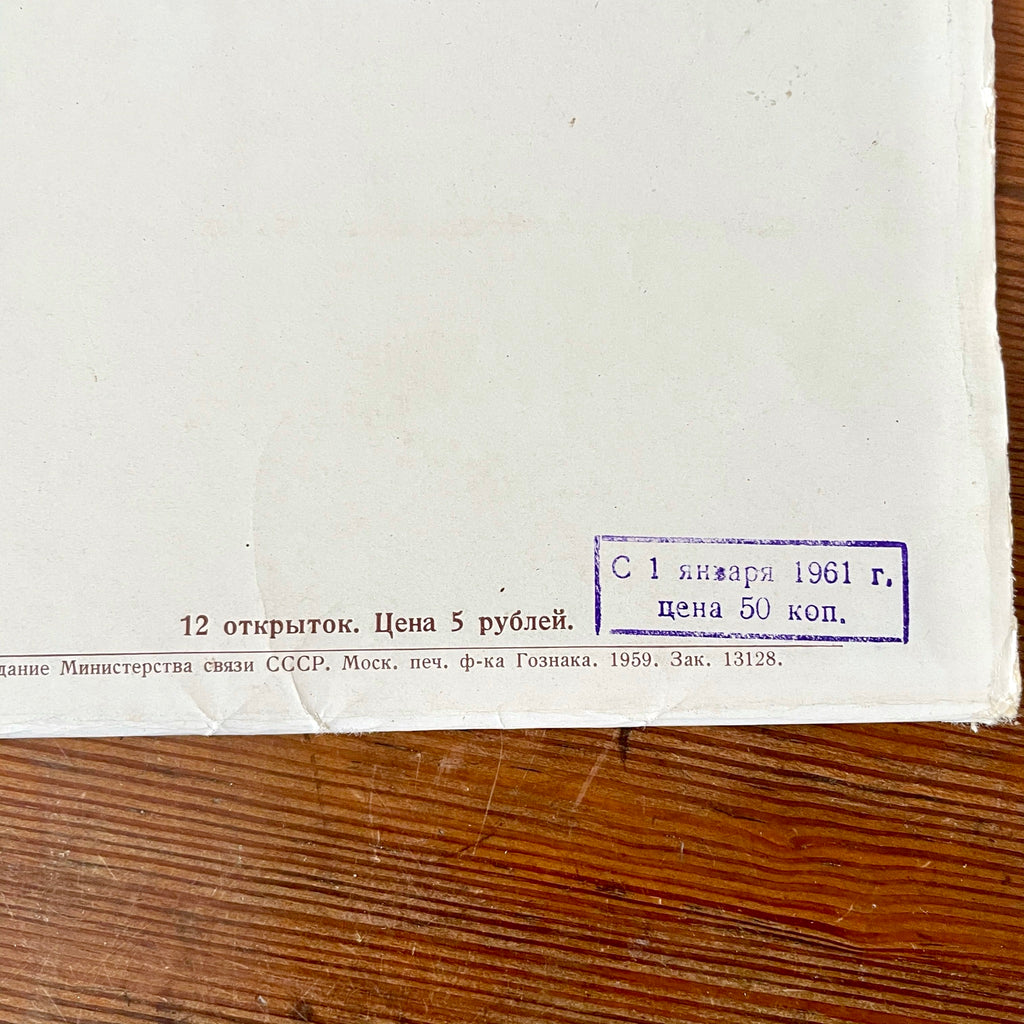 12 открыток. Цена 5 рублей.
С 1 января 1961 г.
цена 50 коп.
дание Министерства связи СССР. Моск. печ. ф-ка Гознака. 1959. Зак. 13128.